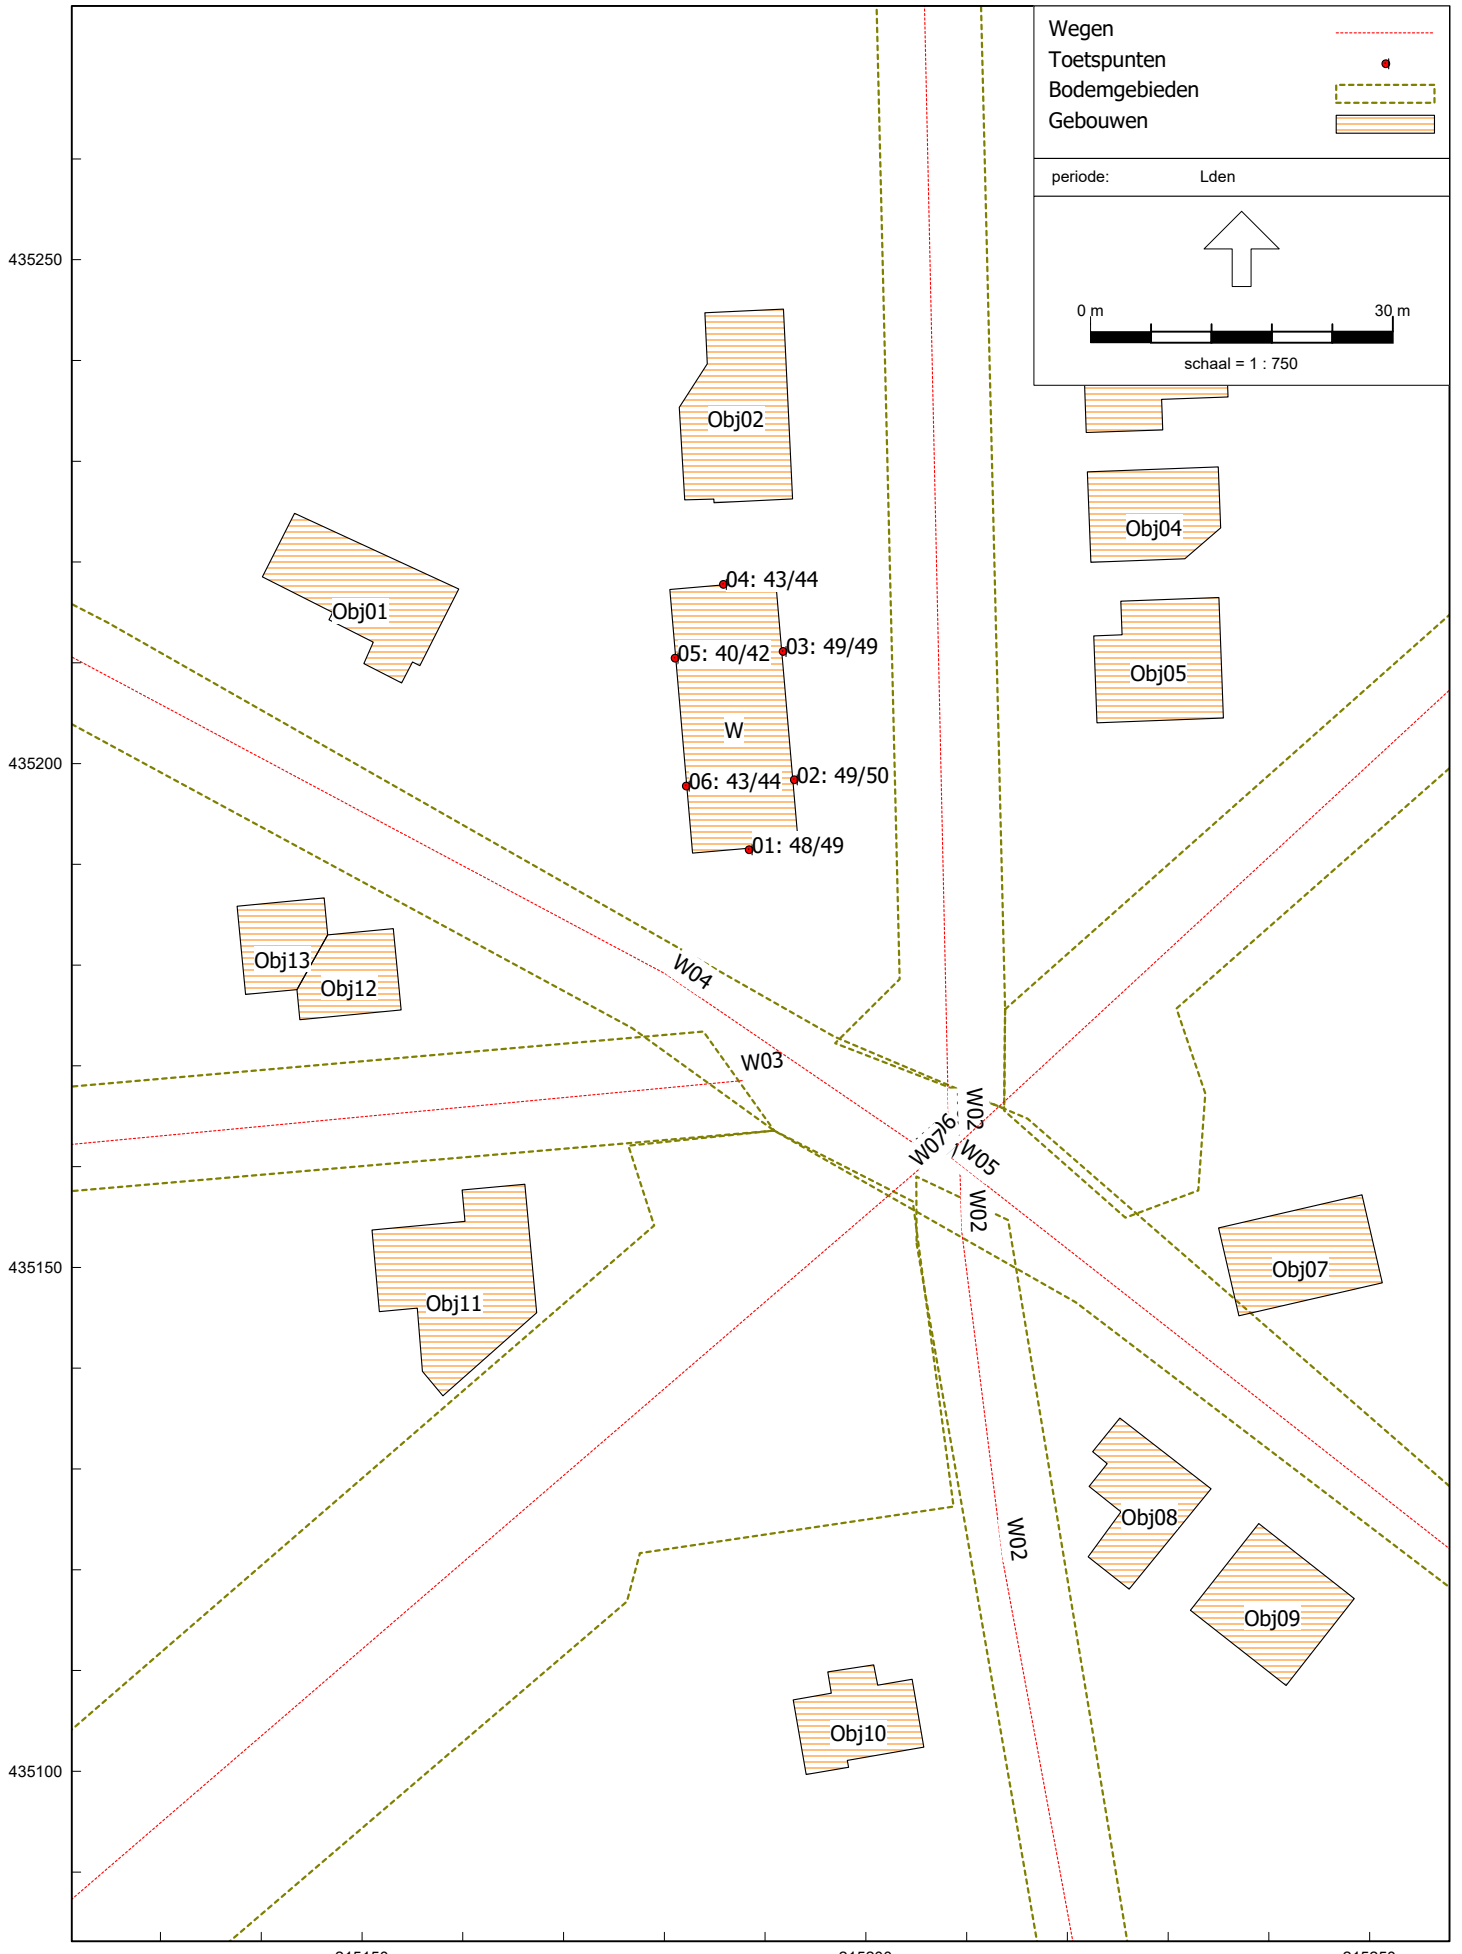 Wegen
Toetspunten
Bodemgebieden
Gebouwen
periode: Lden
0 m 30 m
schaal = 1 : 750
435250
Obj02
Obj04
04: 43/44
Obj01
03: 49/49
05: 40/42
Obj05
W
435200
02: 49/50
06: 43/44
01: 48/49
Obj13
W04
Obj12
W03
W02
W07
W05
W02
435150
Obj07
Obj11
Obj08
W02
Obj09
Obj10
435100